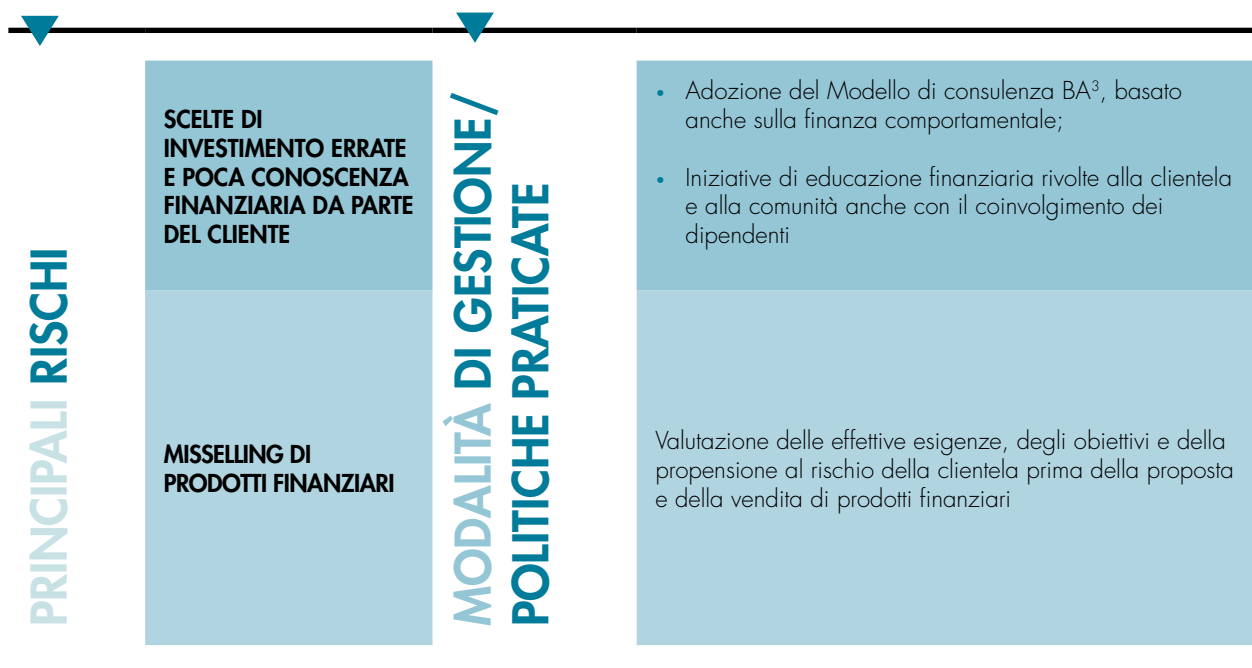 PRINCIPALI RISCHI
SCELTE DI
INVESTIMENTO ERRATE
E POCA CONOSCENZA
FINANZIARIA DA PARTE
DEL CLIENTE
MISSELLING DI
PRODOTTI FINANZIARI
MODALITÀ DI GESTIONE/
POLITICHE PRATICATE
• Adozione del Modello di consulenza BA³, basato
anche sulla finanza comportamentale;
• Iniziative di educazione finanziaria rivolte alla clientela
e alla comunità anche con il coinvolgimento dei
dipendenti
Valutazione delle effettive esigenze, degli obiettivi e della
propensione al rischio della clientela prima della proposta
e della vendita di prodotti finanziari